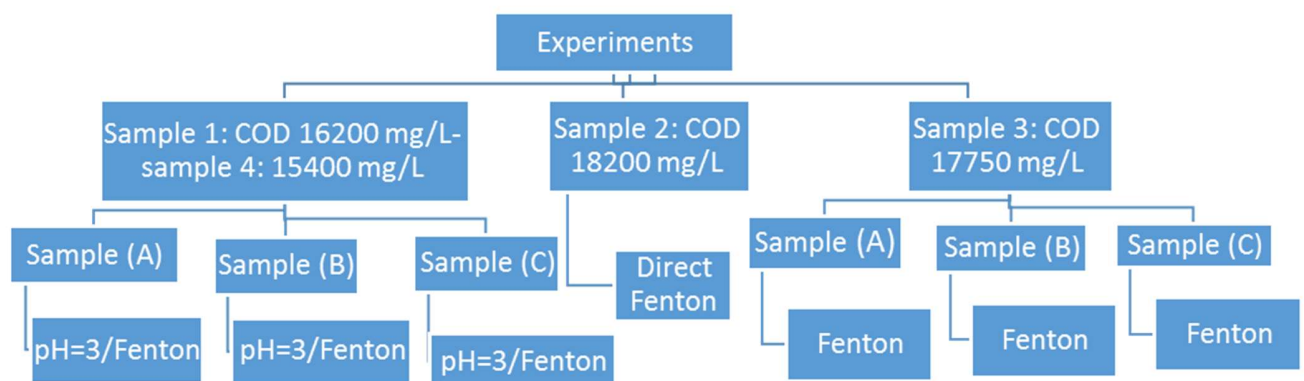 Experiments
Sample 1: COD 16200 mg/L-
sample 4: 15400 mg/L
Sample 2: COD
18200 mg/L
Sample 3: COD
17750 mg/L
Sample (A)
Sample (B)
Sample (C)
pH=3/Fenton
pH=3/Fenton
pH=3/Fenton
Direct
Fenton
Sample (A)
Sample (B)
Sample (C)
Fenton
Fenton
Fenton